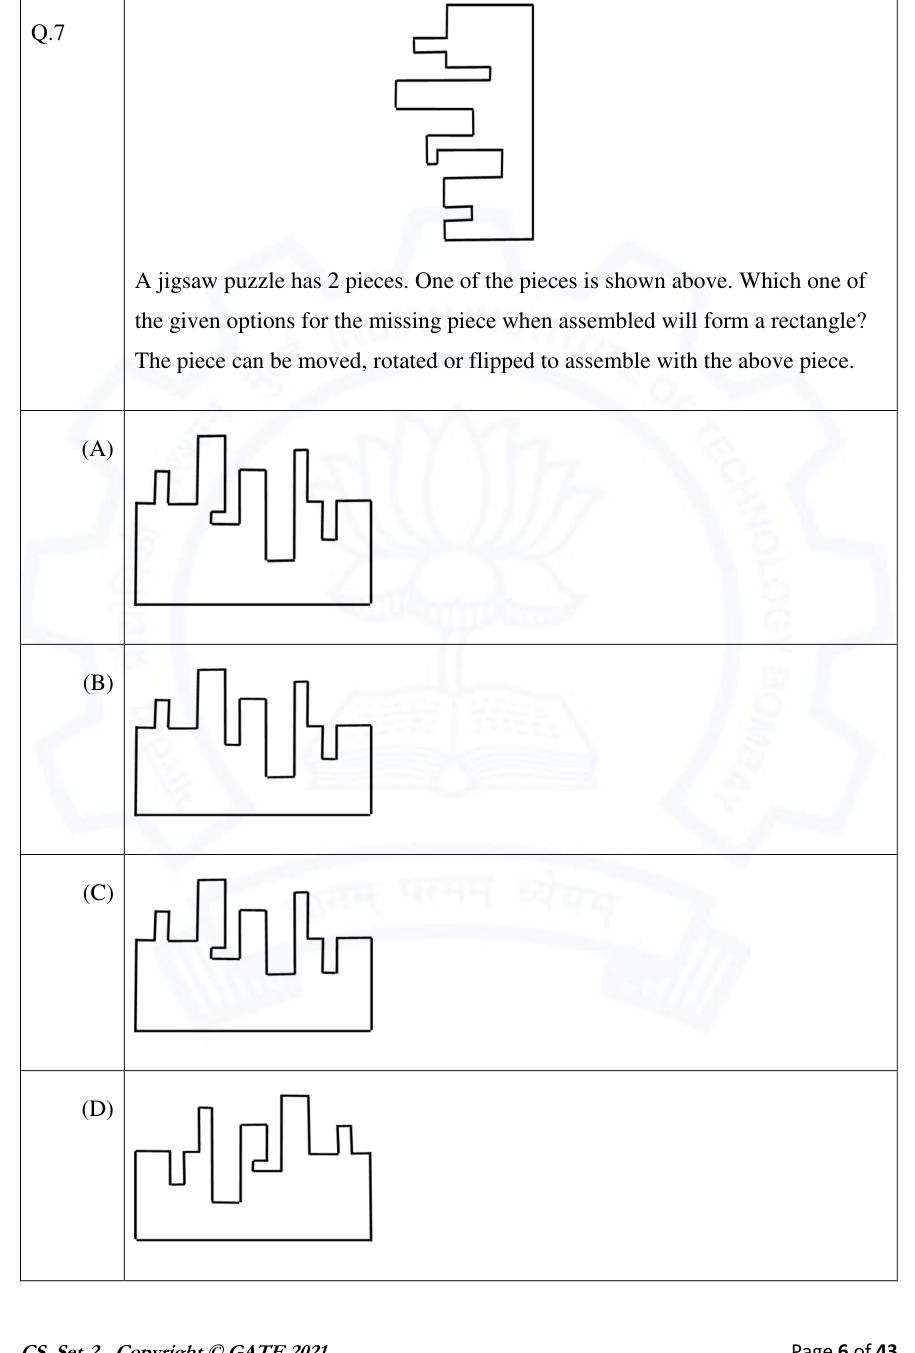 Q.7
A jigsaw puzzle has 2 pieces. One of the pieces is shown above. Which one of
the given options for the missing piece when assembled will form a rectangle?
The piece can be moved, rotated or flipped to assemble with the above piece.
(A)
(B)
(C)
(D)
CS Set 2 Copyright © GATE 2021
Page 6 of 43